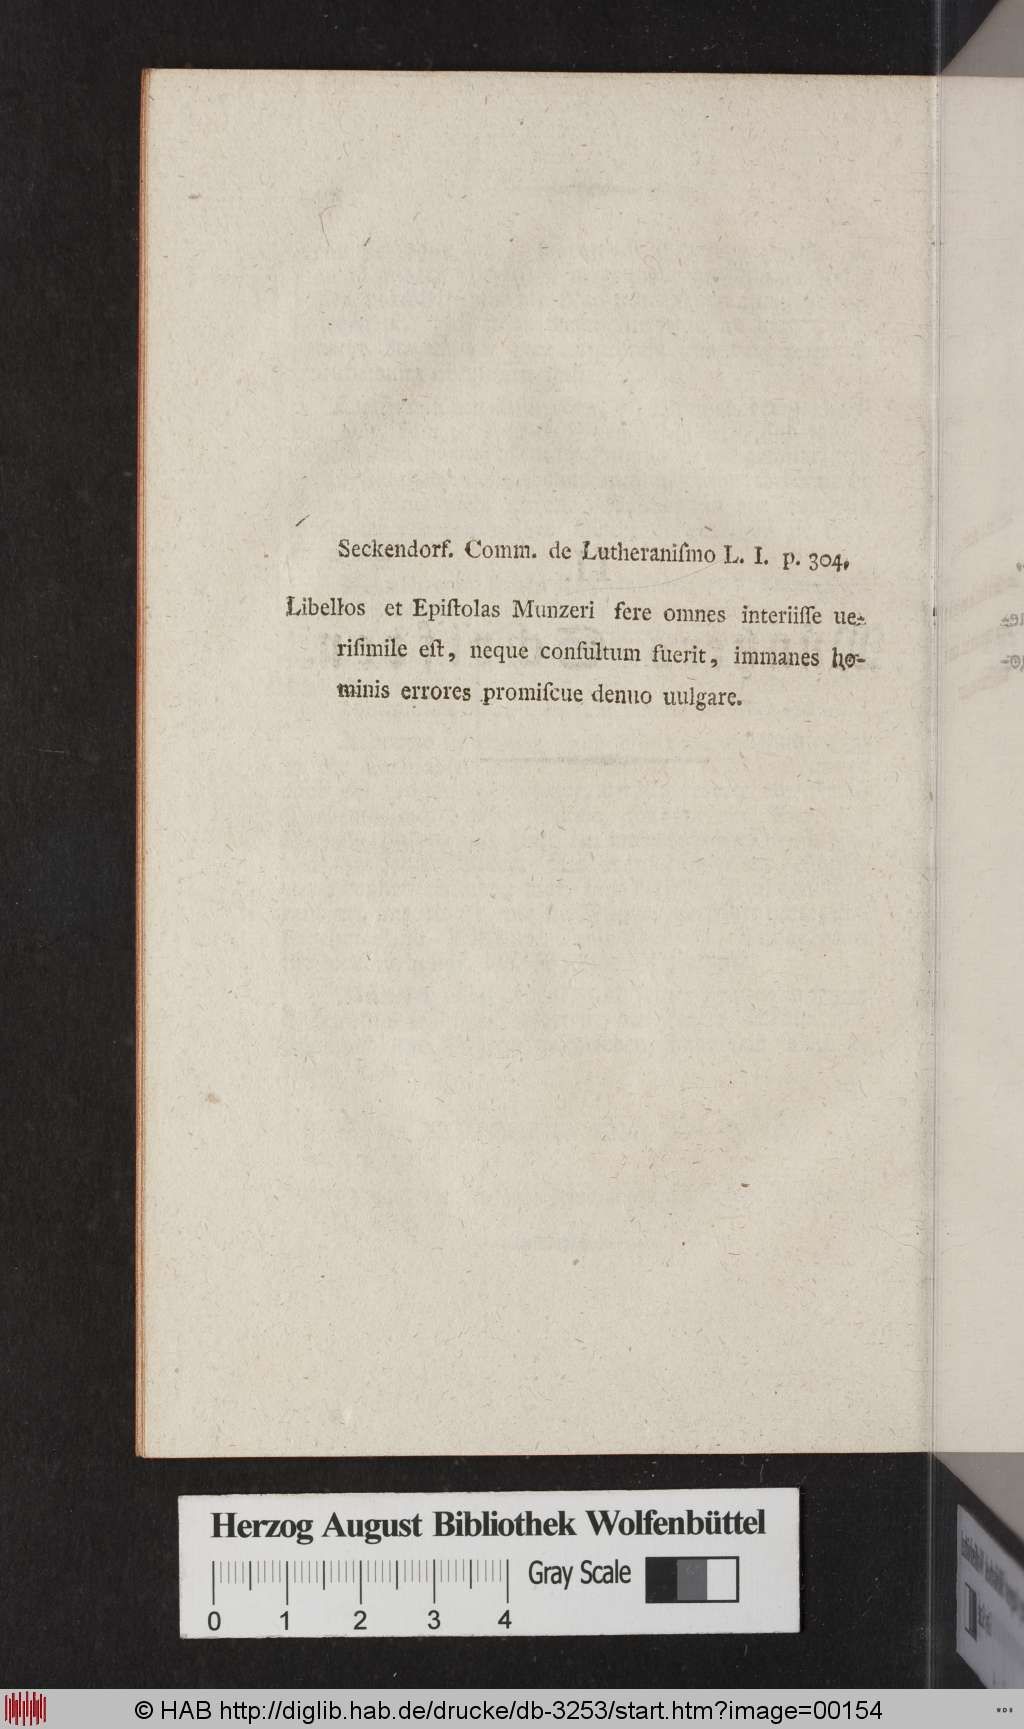 Seckendorf. Comm. de Lutheraniſmo L. I. p. 304.
Libellos et Epiſtolas Munzeri fere omnes interiiſſe ue-
riſimile eſt, neque conſultum fuerit, immanes ho-
minis errores promiſcue denuo uulgare.
Herzog August Bibliothek Wolfenbüttel
Gray Scale
0 1 2 3 4
© HAB http://diglib.hab.de/drucke/db-3253/start.htm?image=00154